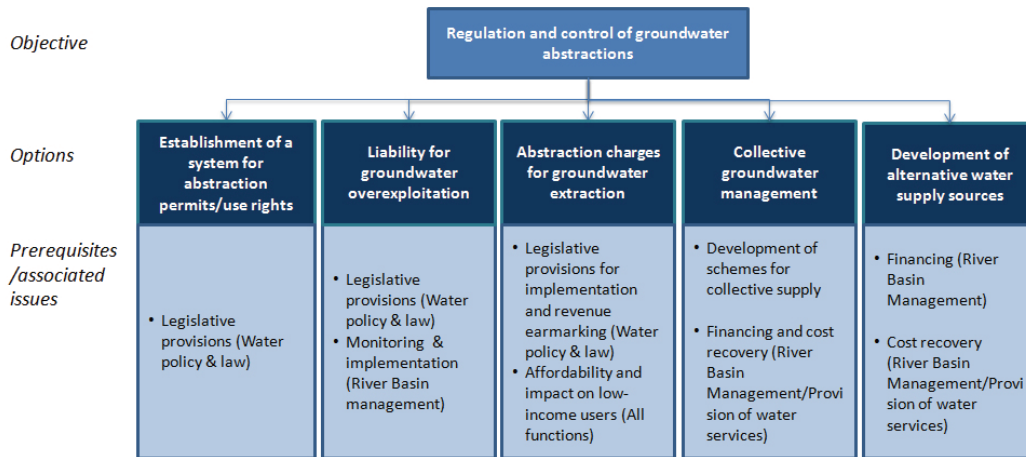 Objective
Regulation and control of groundwater
abstractions
Options
Establishment of a
system for
abstraction
permits/use rights
Liability for
groundwater
overexploitation
Abstraction charges
for groundwater
extraction
Collective
groundwater
management
Development of
alternative water
supply sources
Prerequisites
/associated
issues
• Legislative
provisions (Water
policy & law)
• Legislative
provisions (Water
policy & law)
• Monitoring & 
implementation
(River Basin
management)
• Legislative
provisions for
implementation
and revenue
earmarking (Water
policy & law)
• Affordability and
impact on low-
income users (All
functions)
• Development of
schemes for
collective supply
• Financing and cost
recovery (River
Basin
Management/Provi
sion of water
services)
• Financing (River
Basin
Management)
• Cost recovery
(River Basin
Management/Provi
sion of water
services)